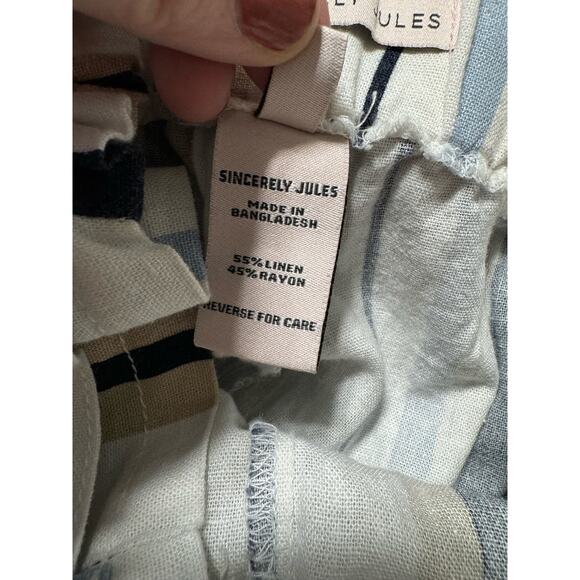 JULES
SINCERELY JULES
MADE IN
BANGLADESH
55% LINEN
45% RAYON
REVERSE FOR CARE